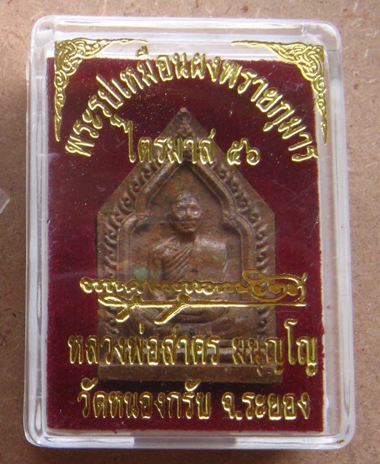 พระรูปเหมือนผงพรายกุมาร
ไตรมาส ๕๖
หลวงพ่อสาคร มนุญโญ
วัดหนองกรับ จ.ระยอง